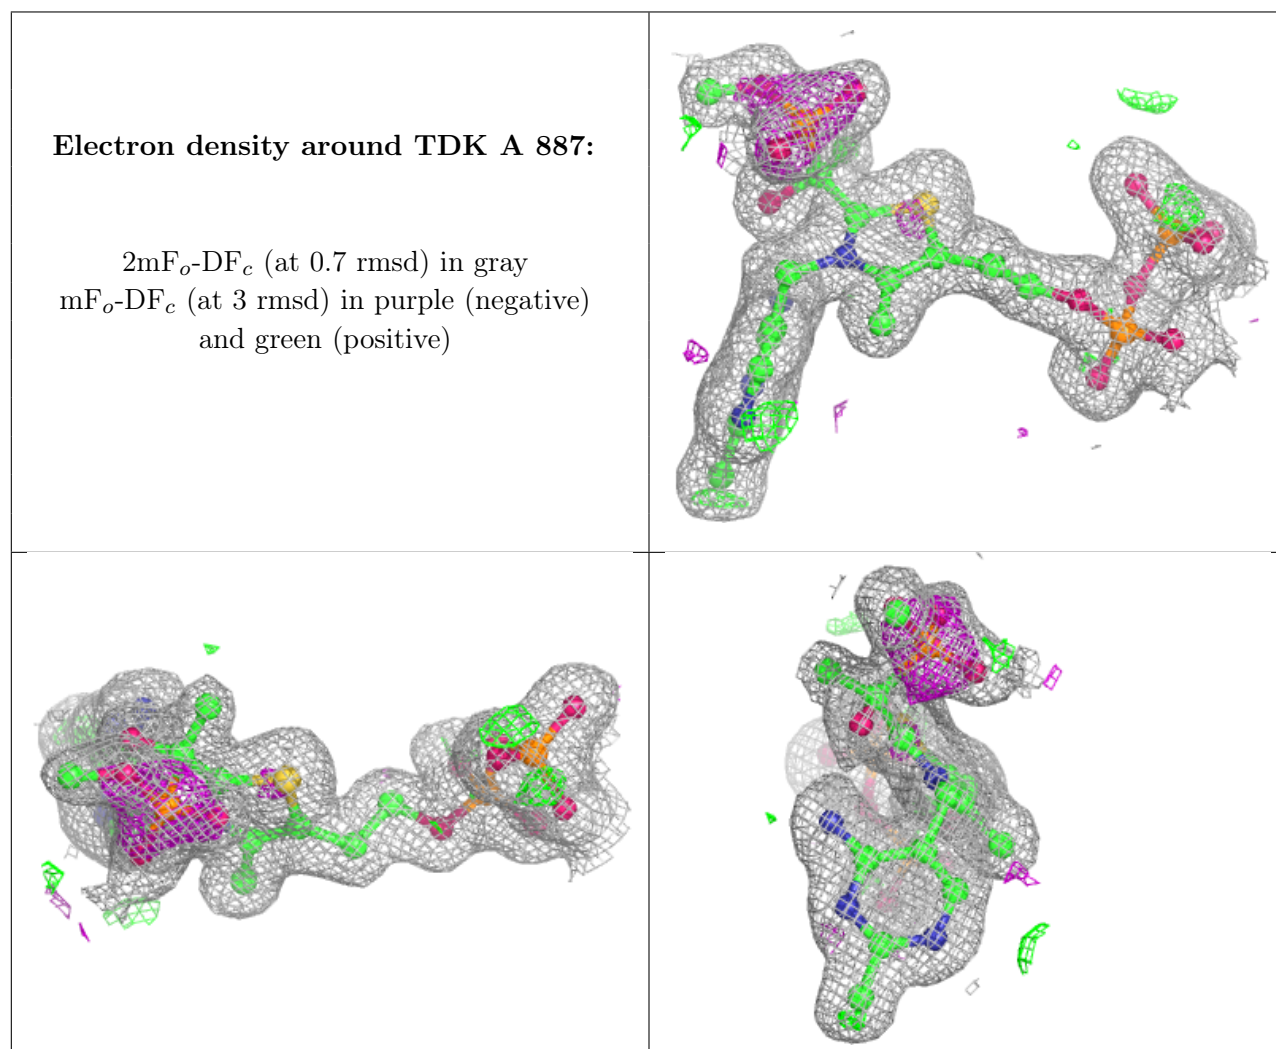 Electron density around TDK A 887:
2mFo-DFc (at 0.7 rmsd) in gray
mFo-DFc (at 3 rmsd) in purple (negative)
and green (positive)